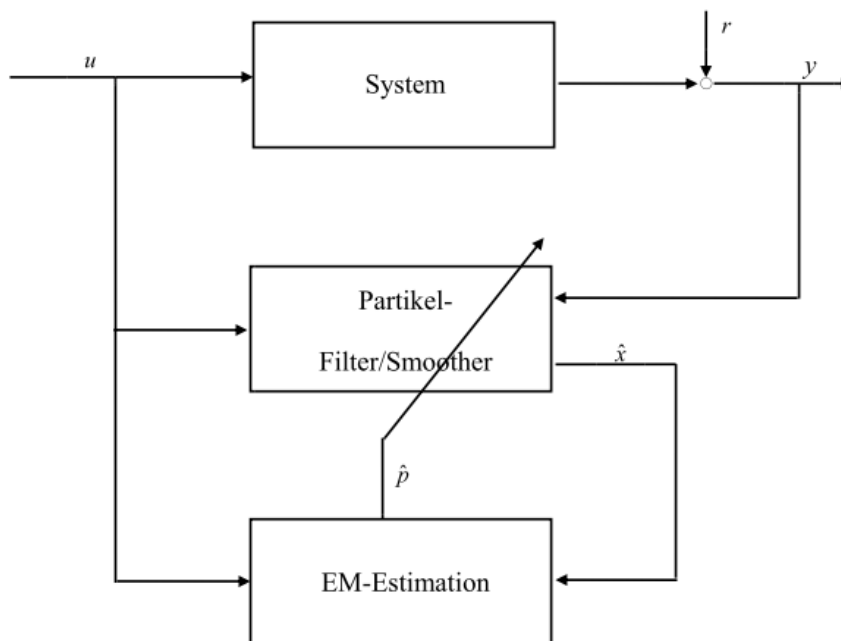 r
u
y
System
Partikel-
Filter/Smoother
x̂
p̂
EM-Estimation